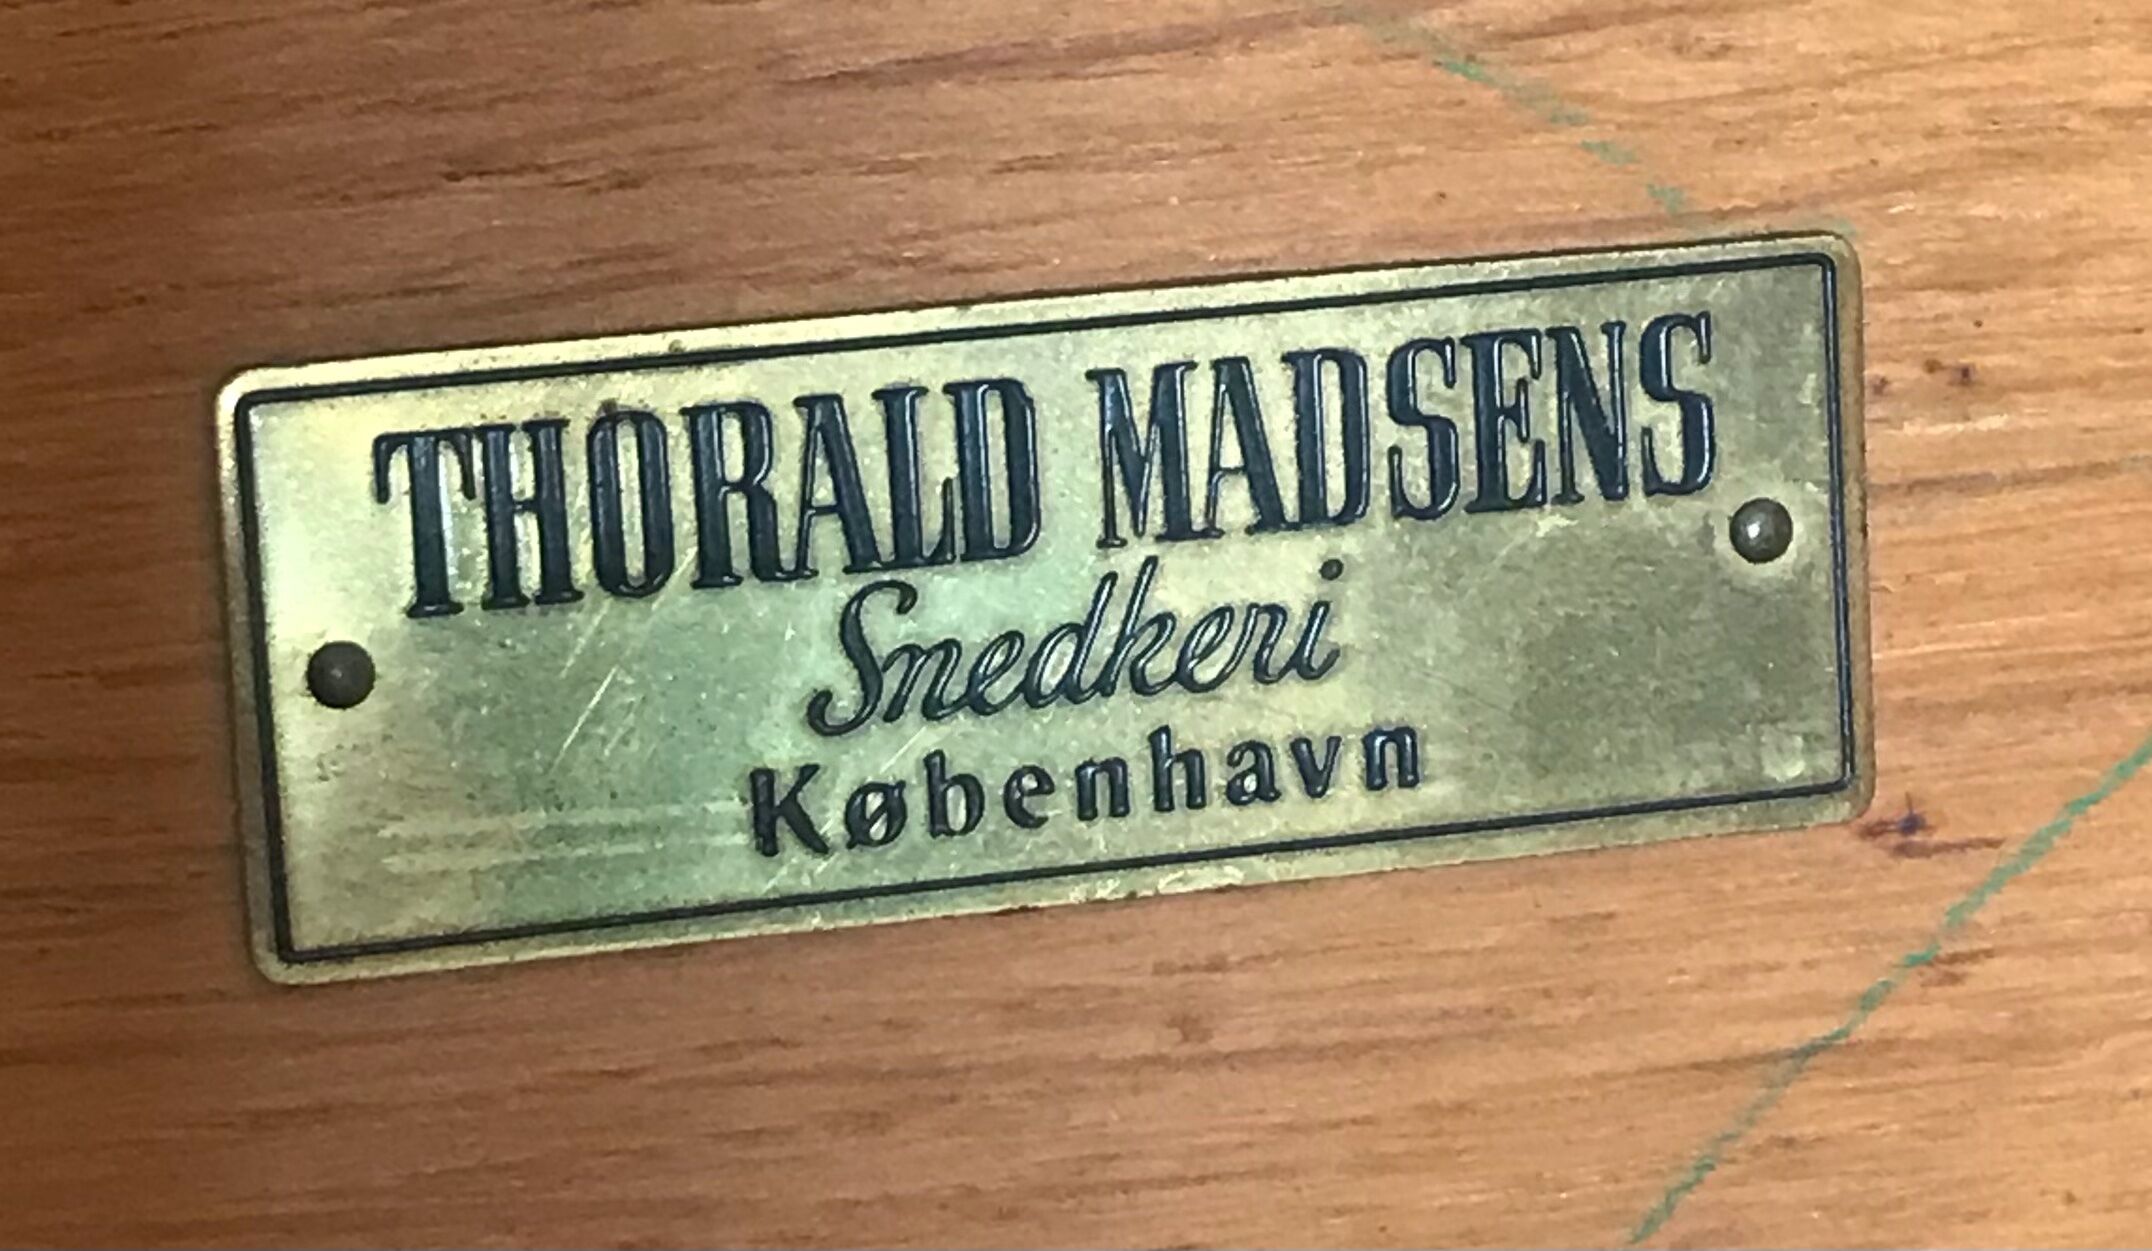 THORALD MADSENS
Snedkeri
København